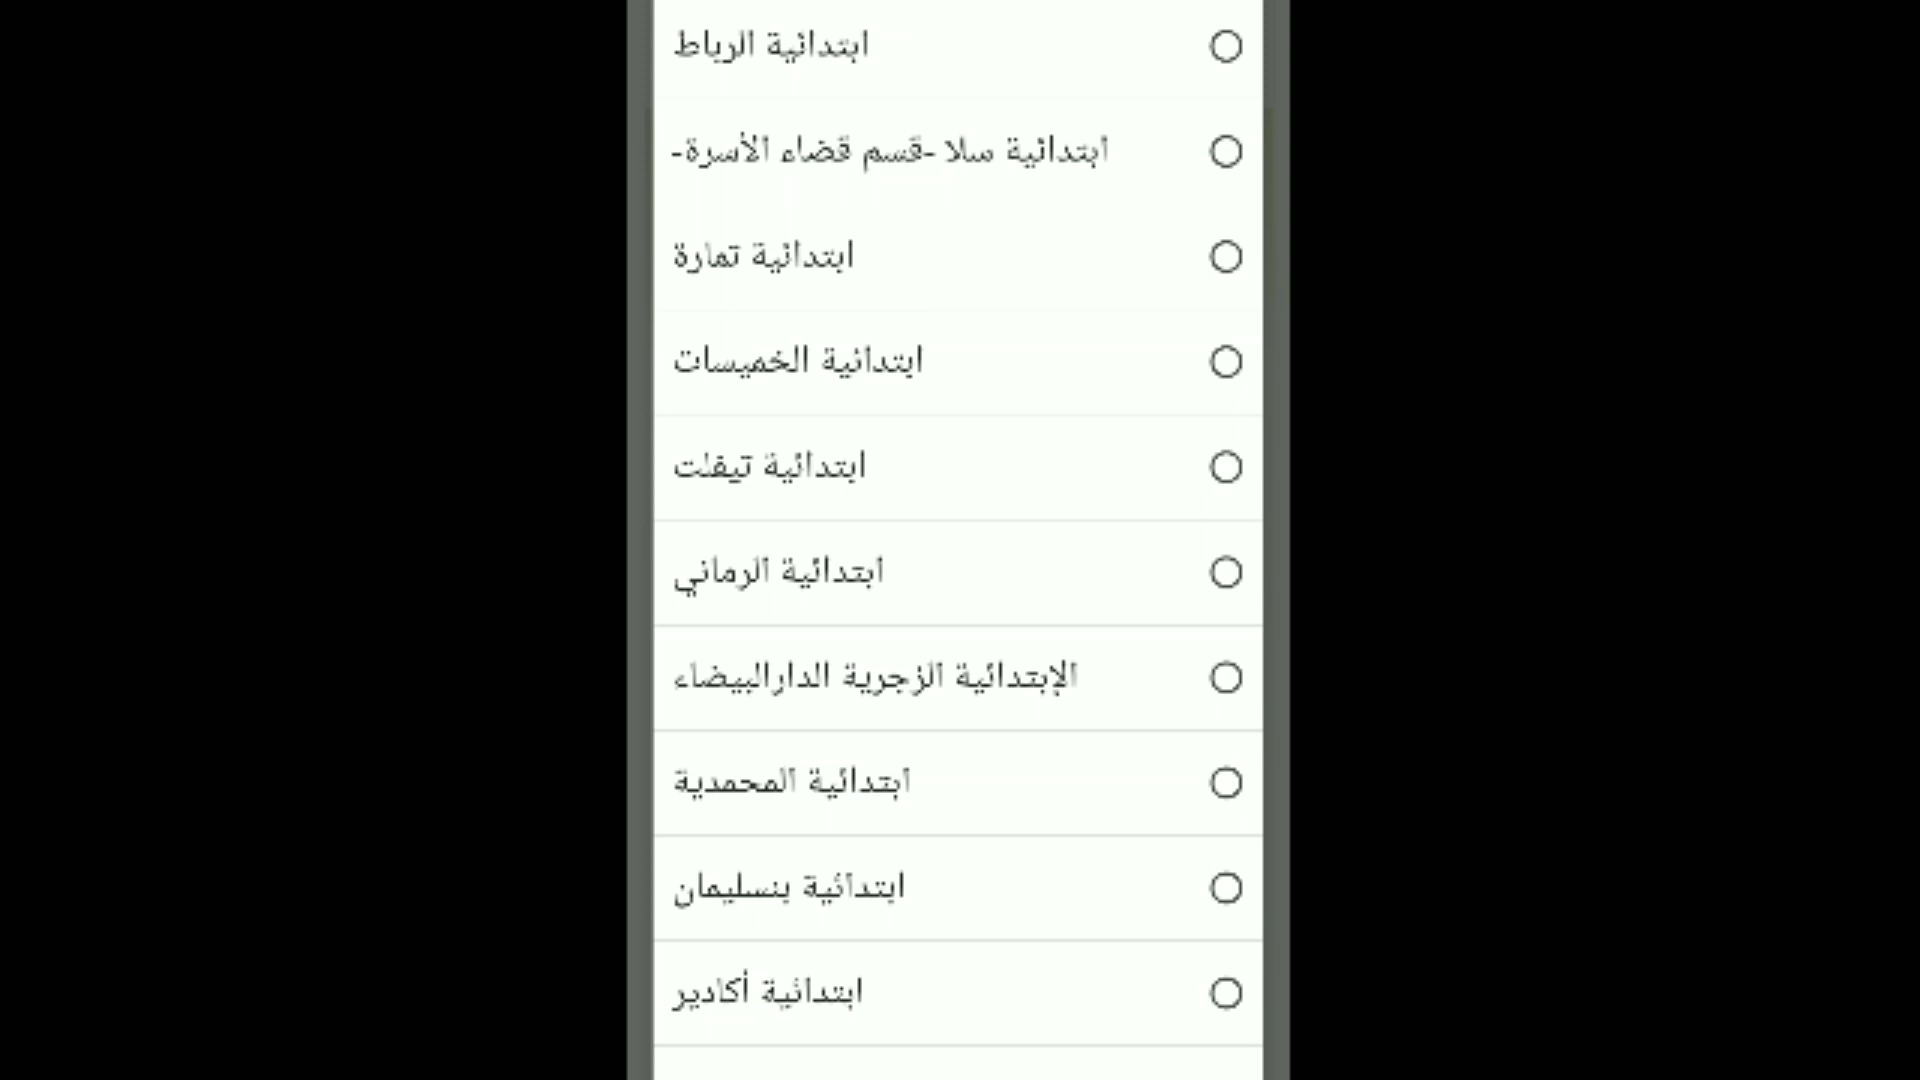 ابتدائية الرباط
ابتدائية سلا -قسم قضاء الأسرة-
ابتدائية تمارة
ابتدائية الخميسات
ابتدائية تيفلت
ابتدائية الرماني
الإبتدائية الزجرية الدارالبيضاء
ابتدائية المحمدية
ابتدائية بنسليمان
ابتدائية أكادير